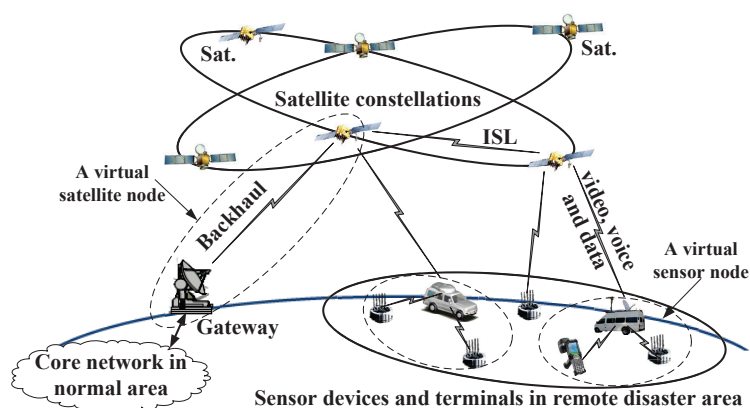 Sat.
Sat.
Satellite constellations
ISL
A virtual
satellite node
Backhaul
video, voice
and data
A virtual
sensor node
Gateway
Core network in
normal area
Sensor devices and terminals in remote disaster area